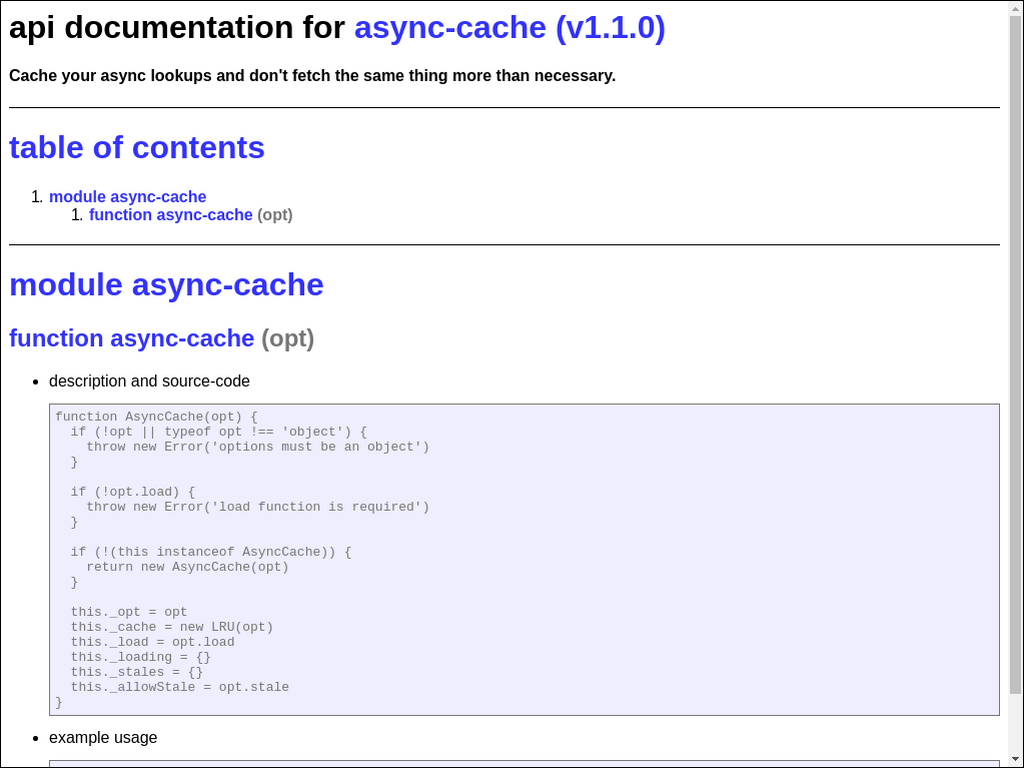 api documentation for async-cache (v1.1.0)
Cache your async lookups and don't fetch the same thing more than necessary.
table of contents
1. module async-cache
1. function async-cache (opt)
module async-cache
function async-cache (opt)
• description and source-code
function AsyncCache(opt) {
  if (!opt || typeof opt !== 'object') {
    throw new Error('options must be an object')
  }
  if (!opt.load) {
    throw new Error('load function is required')
  }
  if (!(this instanceof AsyncCache)) {
    return new AsyncCache(opt)
  }
  this._opt = opt
  this._cache = new LRU(opt)
  this._load = opt.load
  this._loading = {}
  this._stales = {}
  this._allowStale = opt.stale
}
• example usage